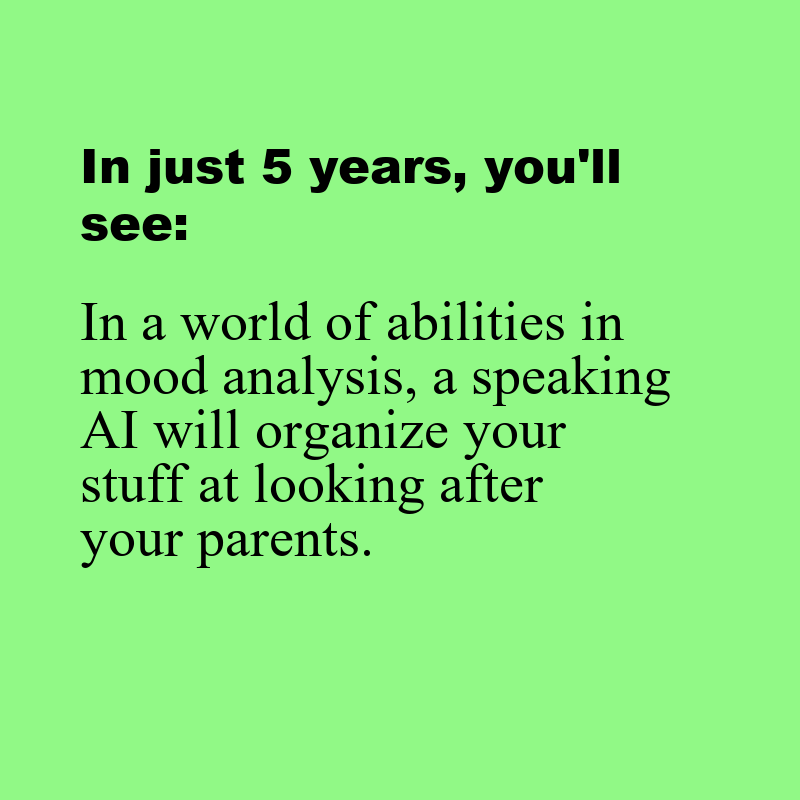 In just 5 years, you'll
see:
In a world of abilities in
mood analysis, a speaking
AI will organize your
stuff at looking after
your parents.